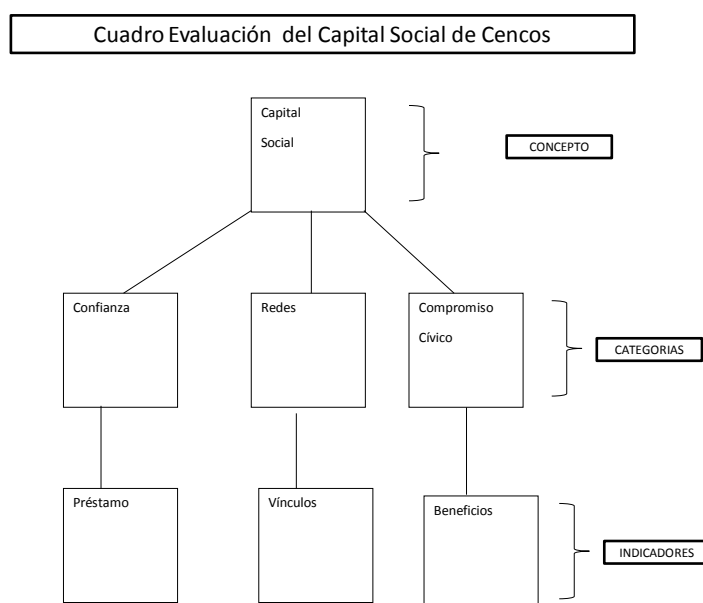 Cuadro Evaluación del Capital Social de Cencos
Capital
Social
CONCEPTO
Confianza
Redes
Compromiso
Cívico
CATEGORIAS
Préstamo
Vínculos
Beneficios
INDICADORES